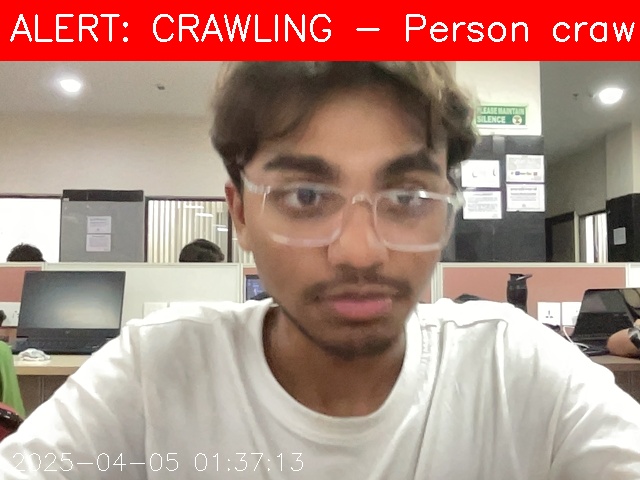 ALERT: CRAWLING - Person craw
PLEASE MAINTAIN
SILENCE
2025-04-05 01:37:13